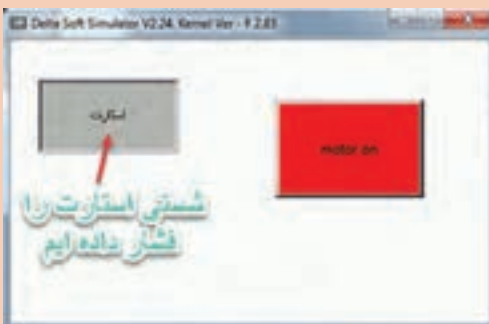 Delta Soft Simulator V2.24, Kernel Ver - F 2.03
استارت
motor on
شستی استارت را
فشار داده ایم